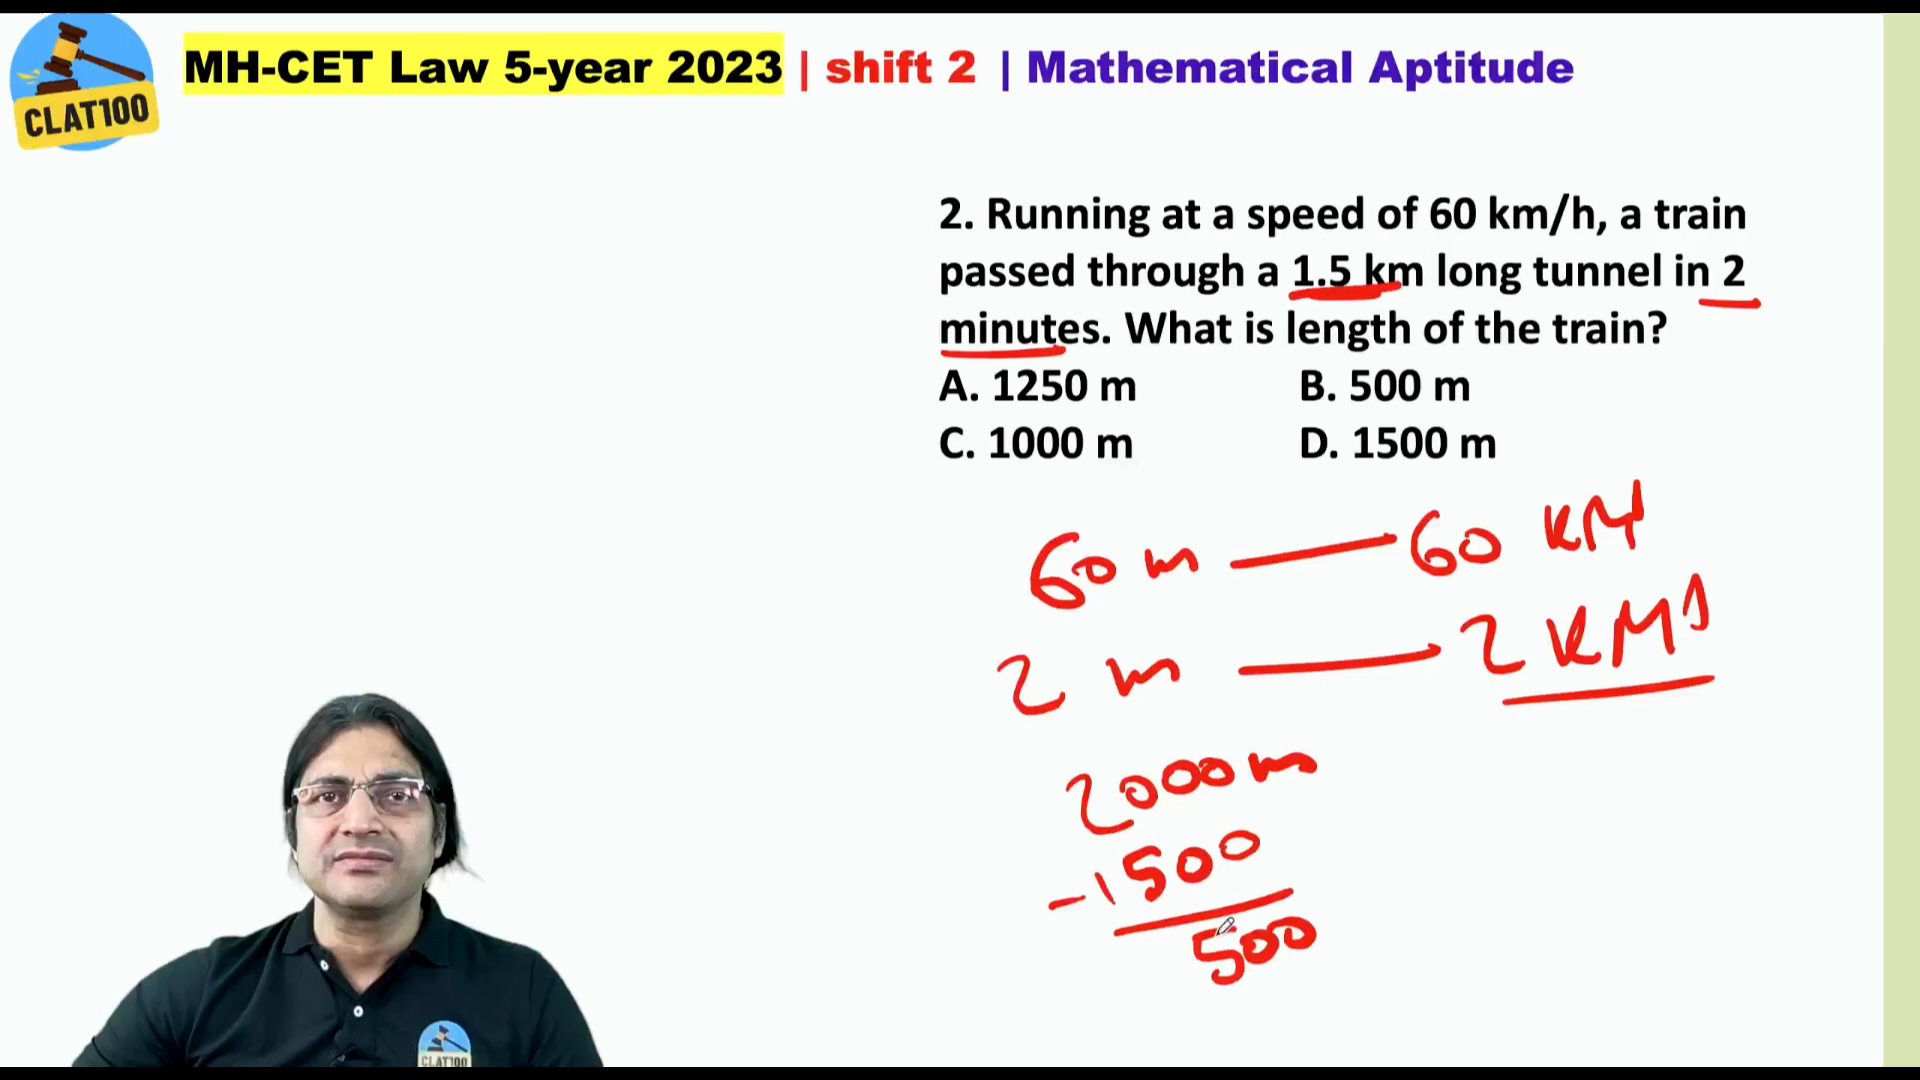 CLAT100
MH-CET Law 5-year 2023 | shift 2 | Mathematical Aptitude
2. Running at a speed of 60 km/h, a train
passed through a 1.5 km long tunnel in 2
minutes. What is length of the train?
A. 1250 m B. 500 m
C. 1000 m D. 1500 m
60 m — 60 KM
2 m — 2 KM
2000 m
-1500
500
CLAT100